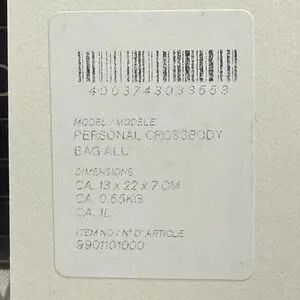 4003743033553
MODEL / MODÈLE
PERSONAL CROSSBODY
BAG ALU
DIMENSIONS
CA. 13 x 22 x 7 CM
CA. 0.65KG
CA. 1L
ITEM NO / N° D'ARTICLE
9901101000